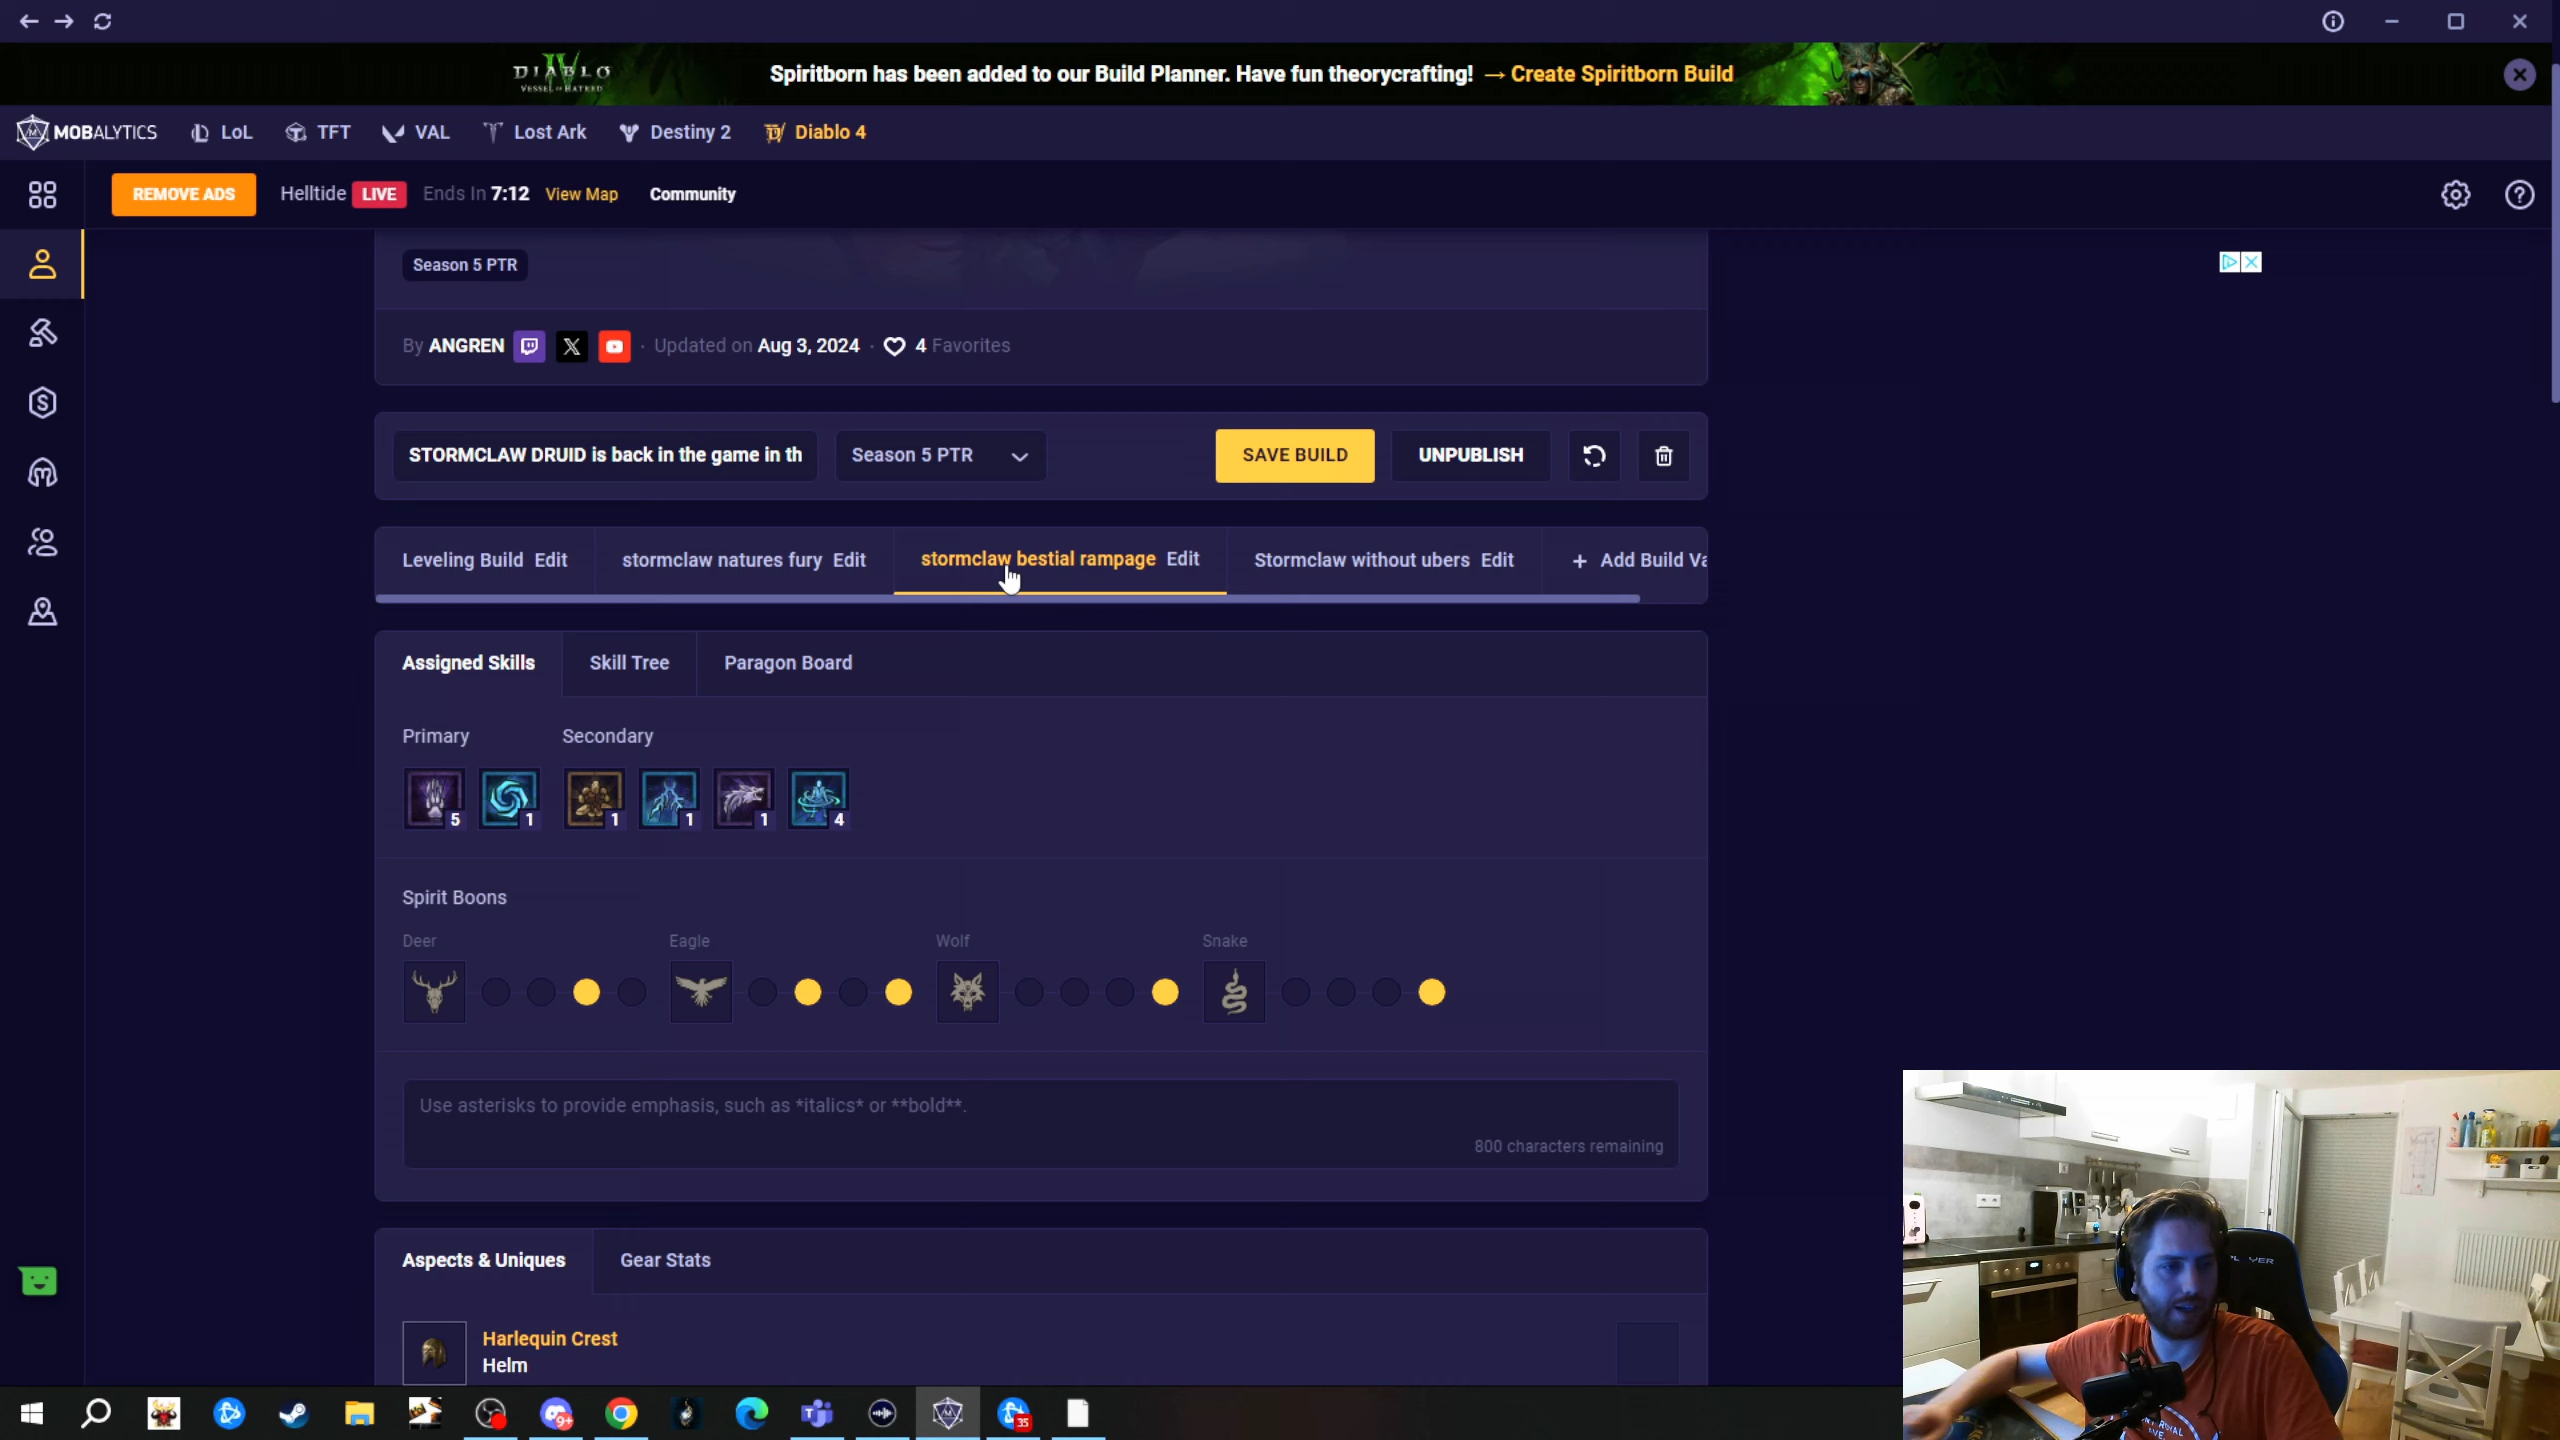 DIABLO
VESSEL OF HATRED
Spiritborn has been added to our Build Planner. Have fun theorycrafting! → Create Spiritborn Build
MOBALYTICS LoL TFT VAL Lost Ark Destiny 2 Diablo 4
REMOVE ADS Helltide LIVE Ends In 7:12 View Map Community
Season 5 PTR
By ANGREN · Updated on Aug 3, 2024 · 4 Favorites
STORMCLAW DRUID is back in the game in th Season 5 PTR SAVE BUILD UNPUBLISH
Leveling Build Edit stormclaw natures fury Edit stormclaw bestial rampage Edit Stormclaw without ubers Edit + Add Build Va
Assigned Skills Skill Tree Paragon Board
Primary Secondary
5 1 1 1 1 4
Spirit Boons
Deer Eagle Wolf Snake
Use asterisks to provide emphasis, such as *italics* or **bold**.
800 characters remaining
Aspects & Uniques Gear Stats
Harlequin Crest
Helm
9+ 35